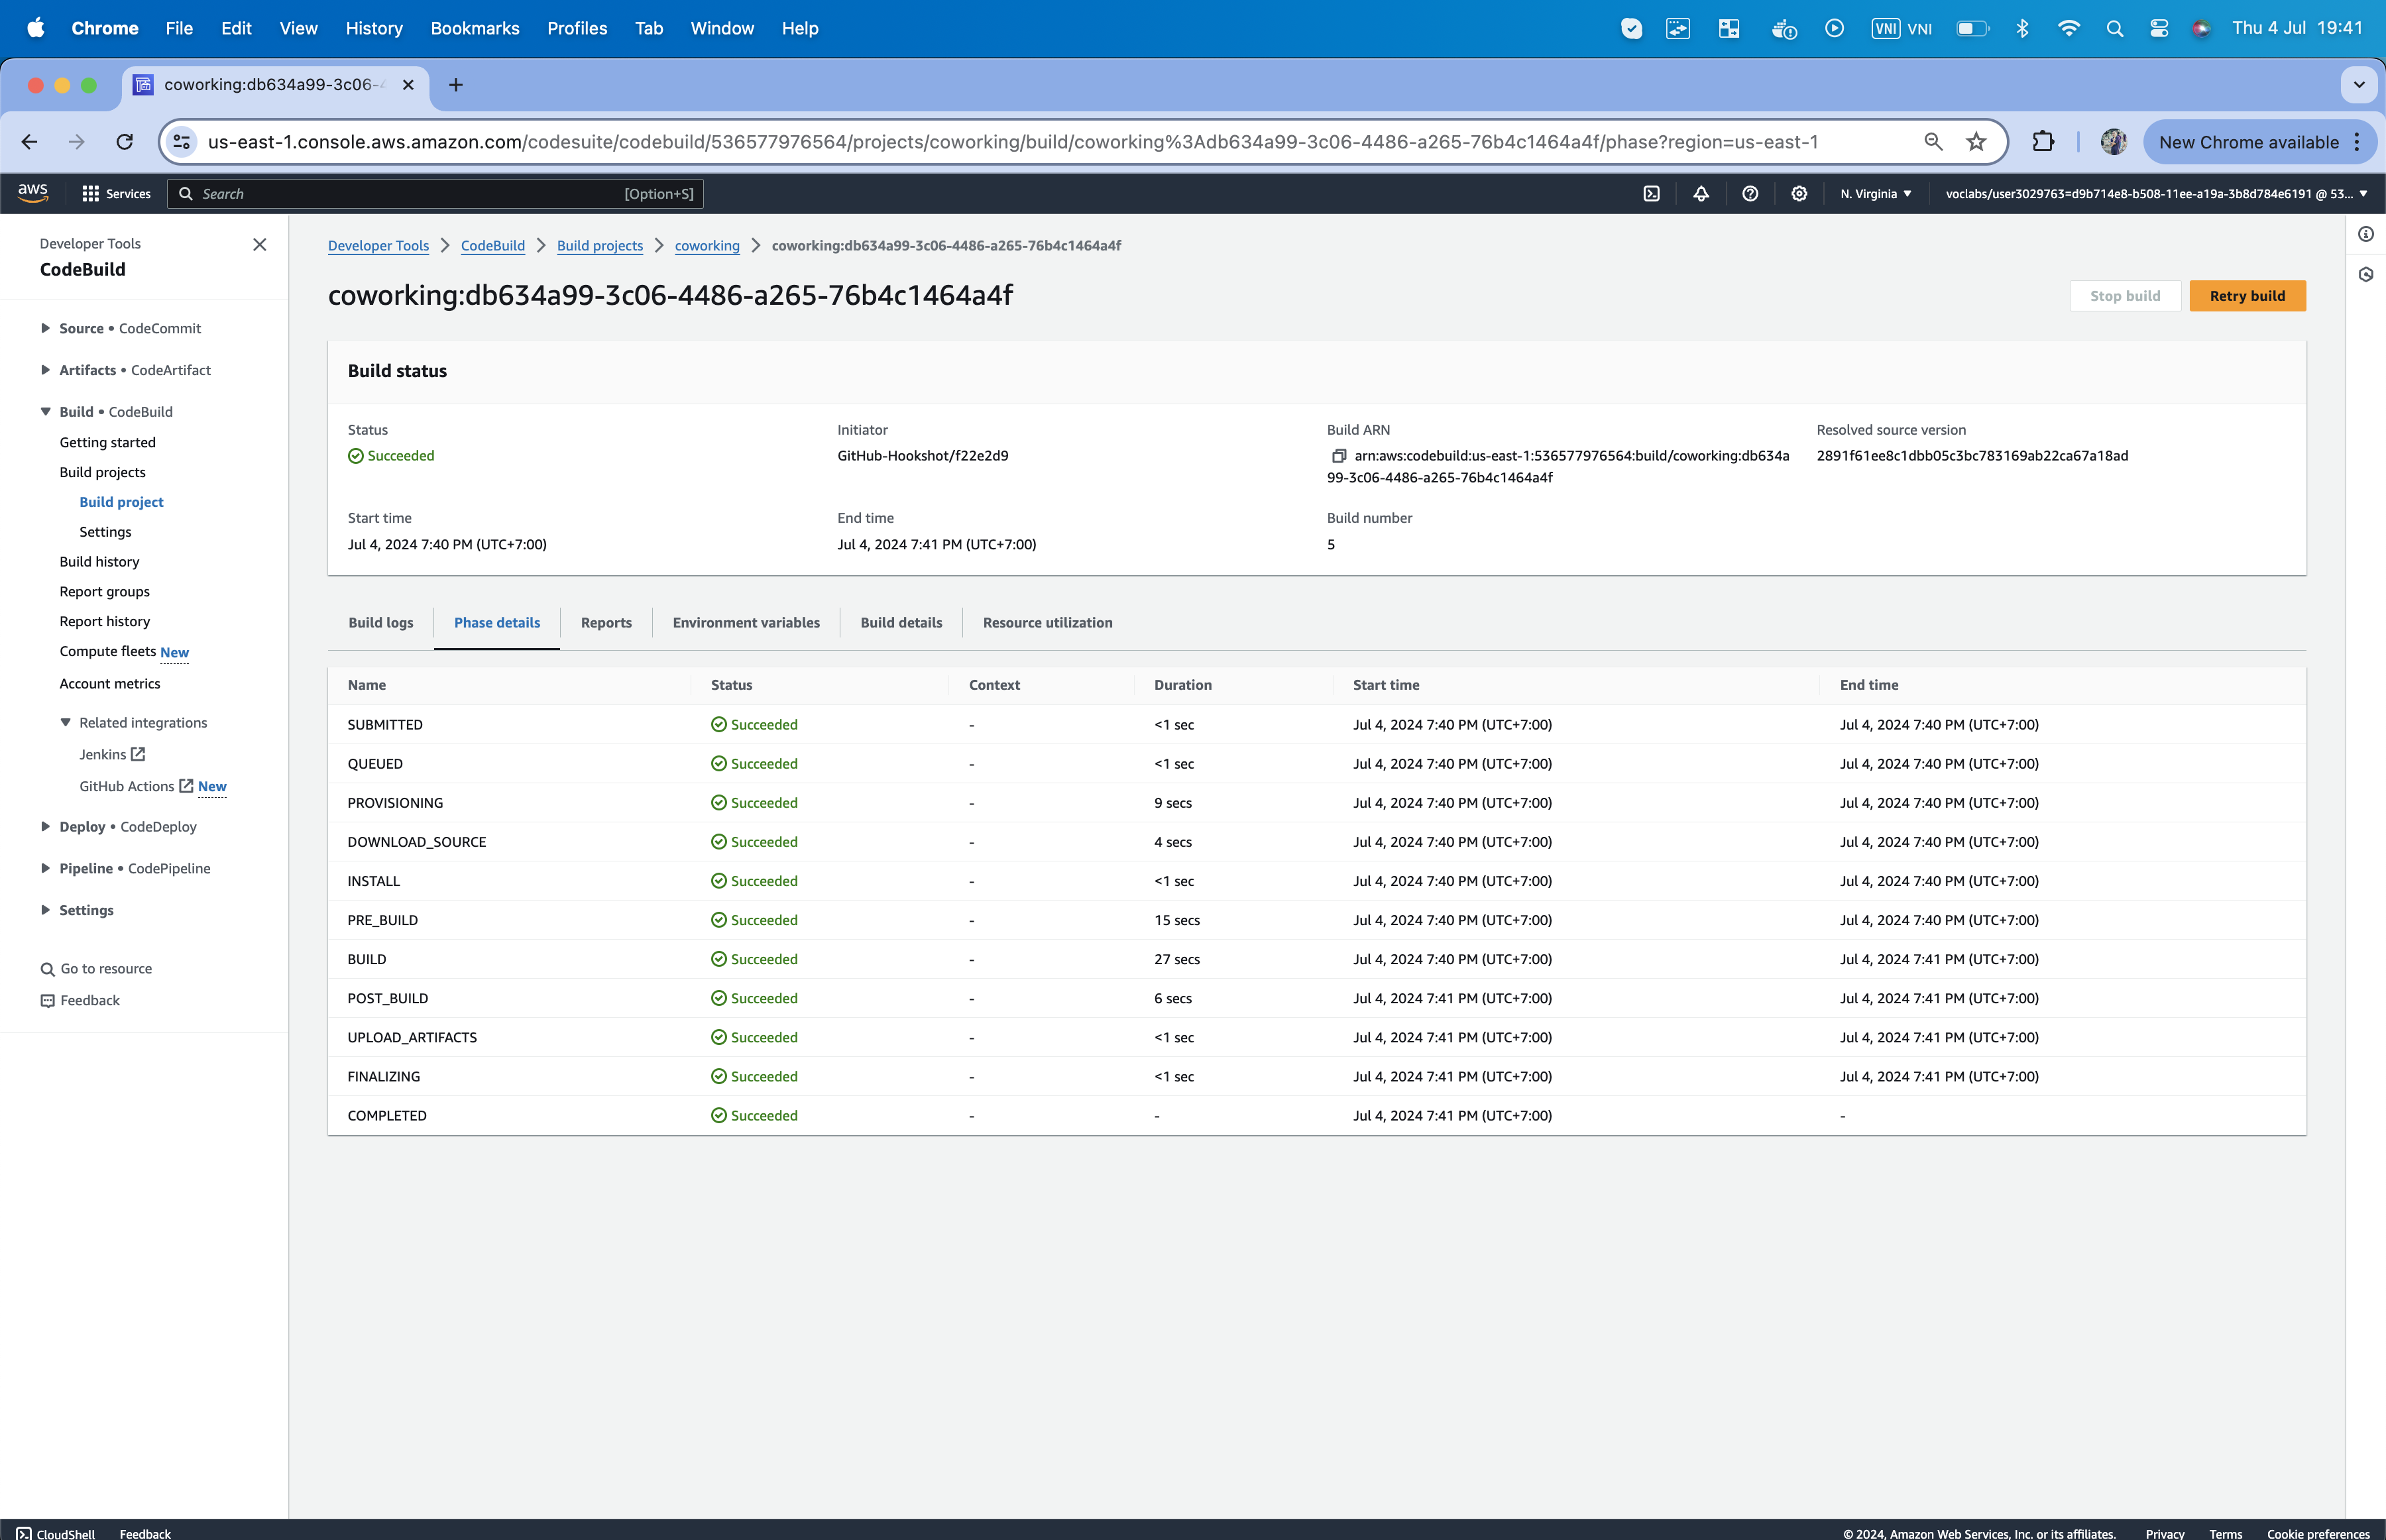 Chrome File Edit View History Bookmarks Profiles Tab Window Help VNI VNI Thu 4 Jul 19:41
coworking:db634a99-3c06-
us-east-1.console.aws.amazon.com/codesuite/codebuild/536577976564/projects/coworking/build/coworking%3Adb634a99-3c06-4486-a265-76b4c1464a4f/phase?region=us-east-1 New Chrome available
aws Services Search [Option+S] N. Virginia voclabs/user3029763=d9b714e8-b508-11ee-a19a-3b8d784e6191 @ 53...
Developer Tools
CodeBuild
Source • CodeCommit
Artifacts • CodeArtifact
Build • CodeBuild
Getting started
Build projects
Build project
Settings
Build history
Report groups
Report history
Compute fleets New
Account metrics
Related integrations
Jenkins
GitHub Actions New
Deploy • CodeDeploy
Pipeline • CodePipeline
Settings
Go to resource
Feedback
Developer Tools > CodeBuild > Build projects > coworking > coworking:db634a99-3c06-4486-a265-76b4c1464a4f
coworking:db634a99-3c06-4486-a265-76b4c1464a4f
Stop build Retry build
Build status
Status Initiator Build ARN Resolved source version
Succeeded GitHub-Hookshot/f22e2d9 arn:aws:codebuild:us-east-1:536577976564:build/coworking:db634a 2891f61ee8c1dbb05c3bc783169ab22ca67a18ad
99-3c06-4486-a265-76b4c1464a4f
Start time End time Build number
Jul 4, 2024 7:40 PM (UTC+7:00) Jul 4, 2024 7:41 PM (UTC+7:00) 5
Build logs Phase details Reports Environment variables Build details Resource utilization
Name Status Context Duration Start time End time
SUBMITTED Succeeded - <1 sec Jul 4, 2024 7:40 PM (UTC+7:00) Jul 4, 2024 7:40 PM (UTC+7:00)
QUEUED Succeeded - <1 sec Jul 4, 2024 7:40 PM (UTC+7:00) Jul 4, 2024 7:40 PM (UTC+7:00)
PROVISIONING Succeeded - 9 secs Jul 4, 2024 7:40 PM (UTC+7:00) Jul 4, 2024 7:40 PM (UTC+7:00)
DOWNLOAD_SOURCE Succeeded - 4 secs Jul 4, 2024 7:40 PM (UTC+7:00) Jul 4, 2024 7:40 PM (UTC+7:00)
INSTALL Succeeded - <1 sec Jul 4, 2024 7:40 PM (UTC+7:00) Jul 4, 2024 7:40 PM (UTC+7:00)
PRE_BUILD Succeeded - 15 secs Jul 4, 2024 7:40 PM (UTC+7:00) Jul 4, 2024 7:40 PM (UTC+7:00)
BUILD Succeeded - 27 secs Jul 4, 2024 7:40 PM (UTC+7:00) Jul 4, 2024 7:41 PM (UTC+7:00)
POST_BUILD Succeeded - 6 secs Jul 4, 2024 7:41 PM (UTC+7:00) Jul 4, 2024 7:41 PM (UTC+7:00)
UPLOAD_ARTIFACTS Succeeded - <1 sec Jul 4, 2024 7:41 PM (UTC+7:00) Jul 4, 2024 7:41 PM (UTC+7:00)
FINALIZING Succeeded - <1 sec Jul 4, 2024 7:41 PM (UTC+7:00) Jul 4, 2024 7:41 PM (UTC+7:00)
COMPLETED Succeeded - - Jul 4, 2024 7:41 PM (UTC+7:00) -
CloudShell Feedback © 2024, Amazon Web Services, Inc. or its affiliates. Privacy Terms Cookie preferences